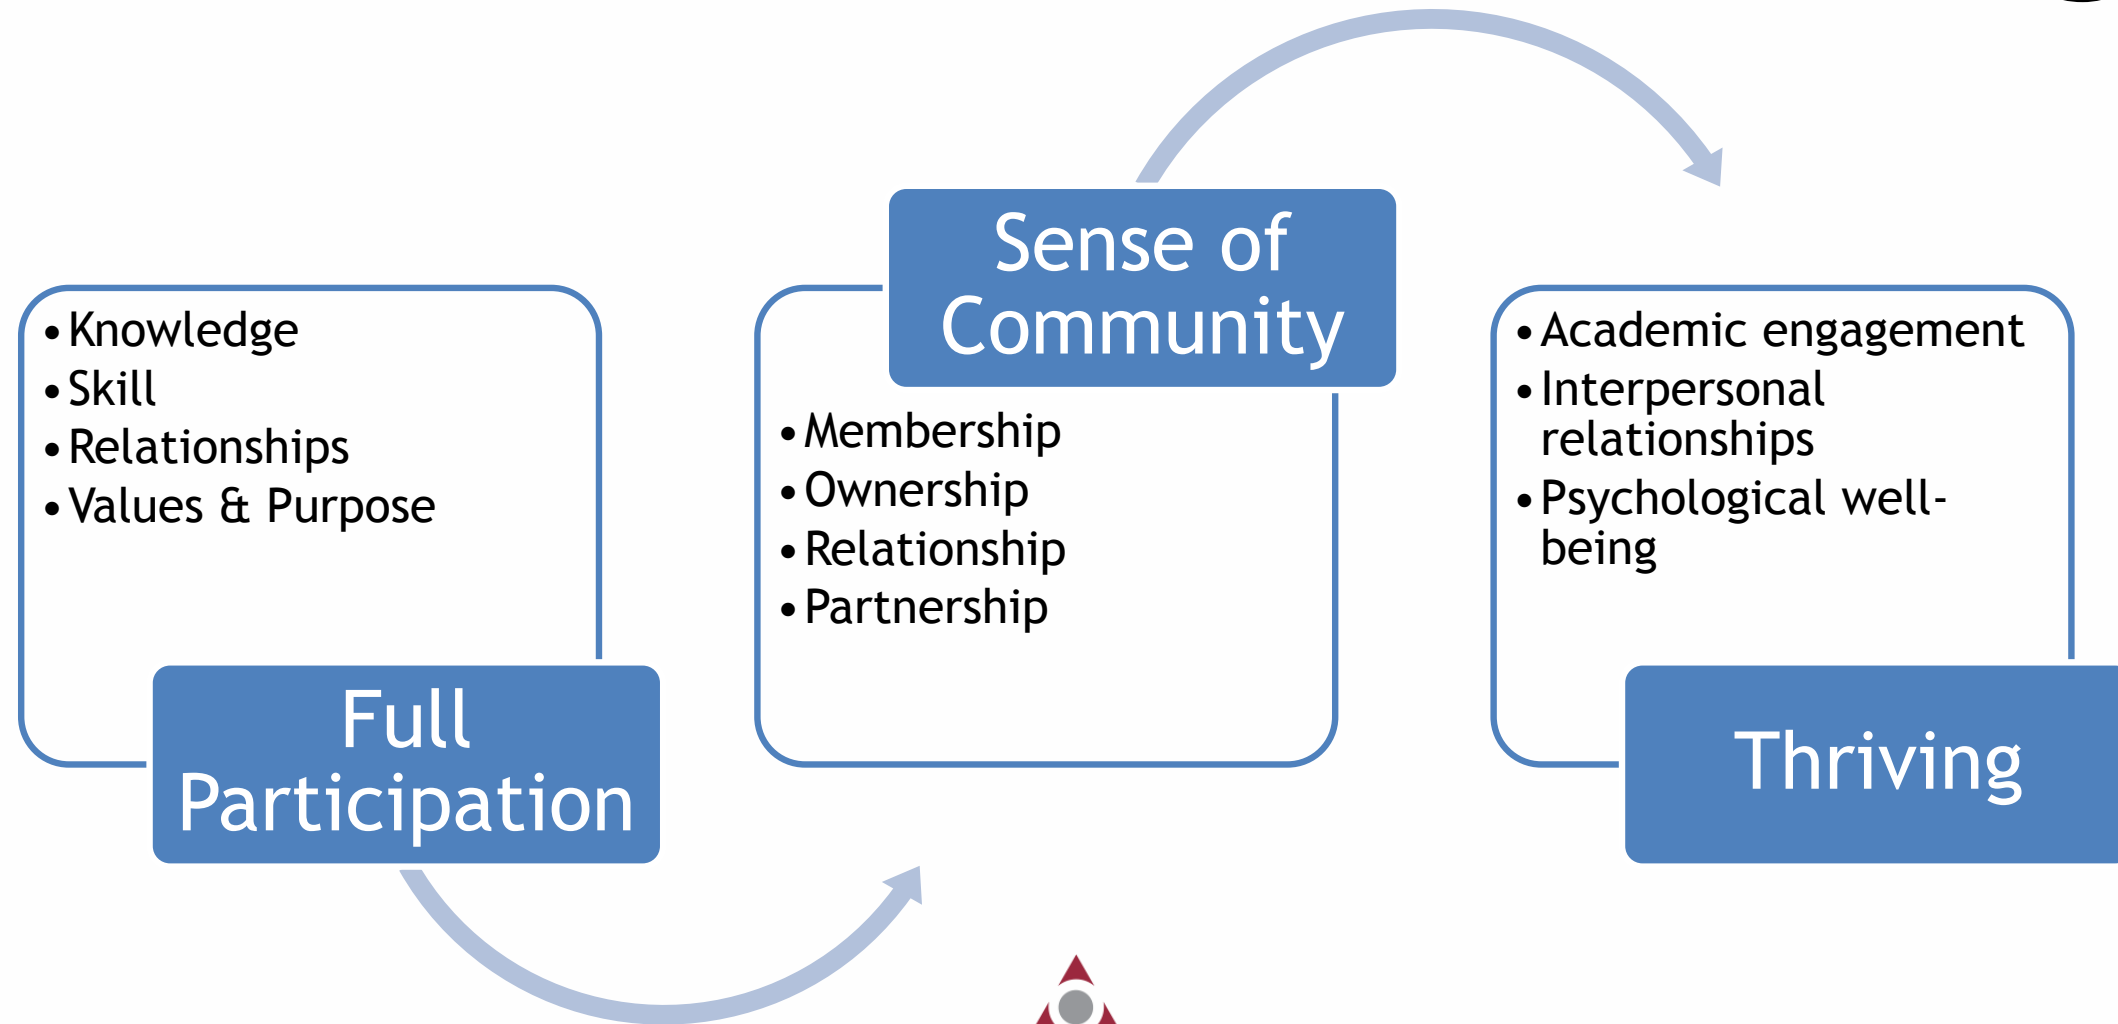 •Knowledge
•Skill
•Relationships
•Values & Purpose
Full
Participation
Sense of
Community
•Membership
•Ownership
•Relationship
•Partnership
•Academic engagement
•Interpersonal
relationships
•Psychological well-
being
Thriving